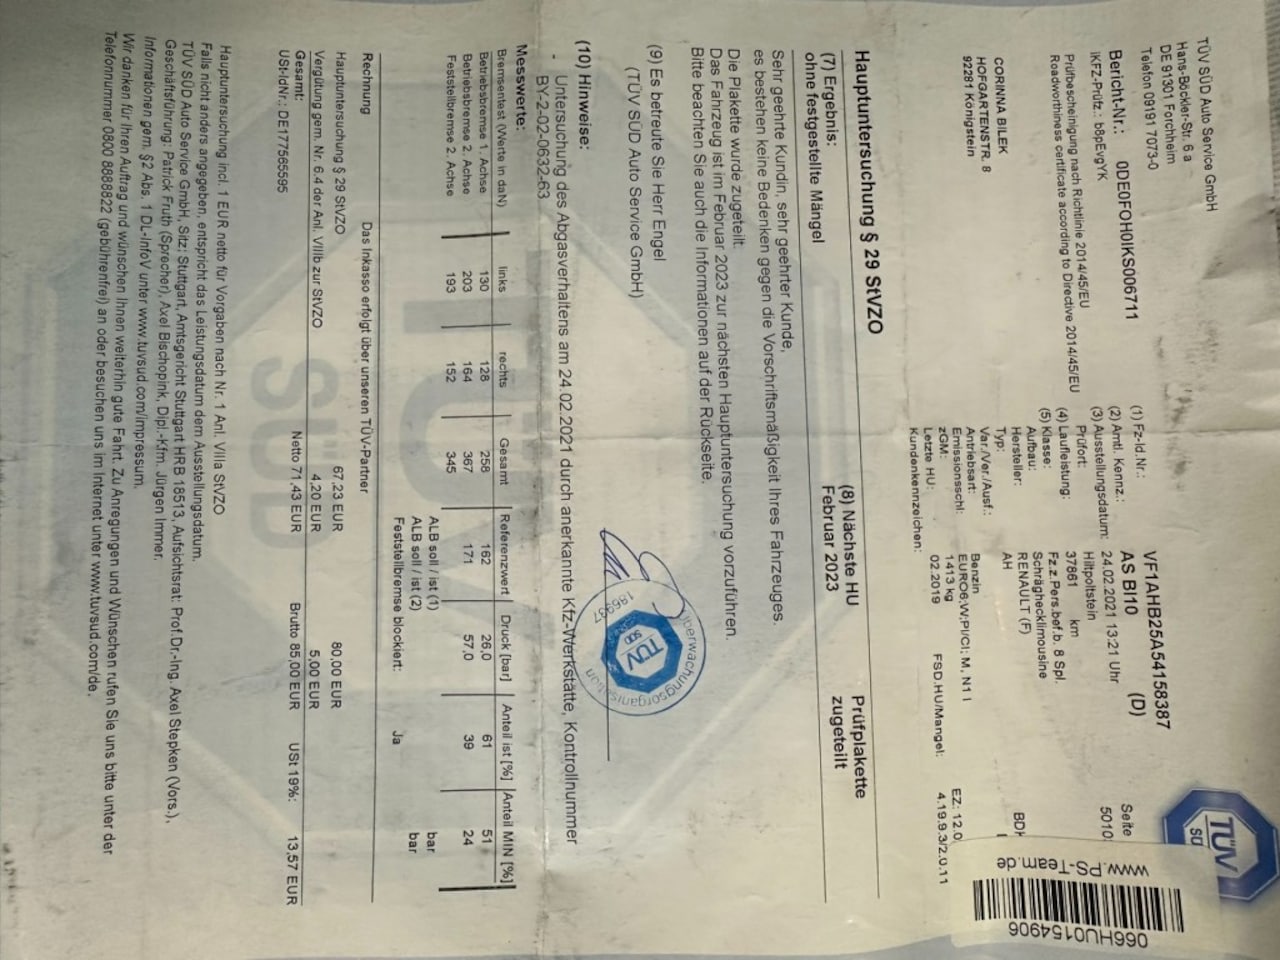 TÜV SÜD Auto Service GmbH
Hans-Böckler-Str. 6 a
DE 91301 Forchheim
Telefon 09191 7073-0
Bericht-Nr.: 0DE0FOH0IKS006711
iKFZ-Prütz.: b8pEvgYK
Prüfbescheinigung nach Richtlinie 2014/45/EU
Roadworthiness certificate according to Directive 2014/45/EU
CORINNA BILEK
HOFGARTENSTR. 8
92281 Königstein
(1) Fz-Id.Nr.: VF1AHB25A54158387
(2) Amtl. Kennz.: AS BI10 (D)
(3) Ausstellungsdatum: 24.02.2021 13:21 Uhr
Prüfort: Hiltpoltstein
(4) Laufleistung: 37861 km
(5) Klasse: Fz.z.Pers.bef.b. 8 Spl.
Aufbau: Schräghecklimousine
Hersteller: RENAULT (F)
Typ: AH
Var./Ver./Ausf.:
Antriebsart: Benzin
Emissionsschl: EURO6;W;PI/CI; M, N1 I
zGM: 1413 kg
Letzte HU: 02.2019
Kundenkennzeichen:
FSD.HU/Mangel: 4.19.9.3/2.0.11
Seite
5010
BDH
EZ: 12.0
TÜV
SÜ
www.PS-Team.de
066HU0154906
Hauptuntersuchung § 29 StVZO
(7) Ergebnis: (8) Nächste HU Prüfplakette
ohne festgestellte Mängel Februar 2023 zugeteilt
Sehr geehrte Kundin, sehr geehrter Kunde,
es bestehen keine Bedenken gegen die Vorschriftsmäßigkeit Ihres Fahrzeuges.
Die Plakette wurde zugeteilt.
Das Fahrzeug ist im Februar 2023 zur nächsten Hauptuntersuchung vorzuführen.
Bitte beachten Sie auch die Informationen auf der Rückseite.
(9) Es betreute Sie Herr Engel
(TÜV SÜD Auto Service GmbH)
Überwachungsorganisation
TÜV
SÜD
186937
(10) Hinweise:
- Untersuchung des Abgasverhaltens am 24.02.2021 durch anerkannte Kfz-Werkstätte, Kontrollnummer
BY-2-02-0632-63
Messwerte:
Bremsentest (Werte in daN) links rechts Gesamt Referenzwert Druck [bar] Anteil ist [%] Anteil MIN [%]
Betriebsbremse 1. Achse 130 128 258 162 26,0 61 51
Betriebsbremse 2. Achse 203 164 367 171 57,0 39 24
Feststellbremse 2. Achse 193 152 345
ALB soll / ist (1) bar
ALB soll / ist (2) bar
Feststellbremse blockiert: Ja
Rechnung Das Inkasso erfolgt über unseren TÜV-Partner
Hauptuntersuchung § 29 StVZO 67,23 EUR 80,00 EUR
Vergütung gem. Nr. 6.4 der Anl. VIIIb zur StVZO 4,20 EUR 5,00 EUR
Gesamt: Netto 71,43 EUR Brutto 85,00 EUR USt 19%: 13,57 EUR
USt-IdNr.: DE177565595
Hauptuntersuchung incl. 1 EUR netto für Vorgaben nach Nr. 1 Anl. VIIIa StVZO
Falls nicht anders angegeben, entspricht das Leistungsdatum dem Ausstellungsdatum.
TÜV SÜD Auto Service GmbH, Sitz: Stuttgart, Amtsgericht Stuttgart HRB 18513, Aufsichtsrat: Prof.Dr.-Ing. Axel Stepken (Vors.),
Geschäftsführung: Patrick Fruth (Sprecher), Axel Bischopink, Dipl.-Kfm. Jürgen Immer.
Informationen gem. §2 Abs. 1 DL-InfoV unter www.tuvsud.com/impressum.
Wir danken für Ihren Auftrag und wünschen Ihnen weiterhin gute Fahrt. Zu Anregungen und Wünschen rufen Sie uns bitte unter der
Telefonnummer 0800 8888822 (gebührenfrei) an oder besuchen uns im Internet unter www.tuvsud.com/de.